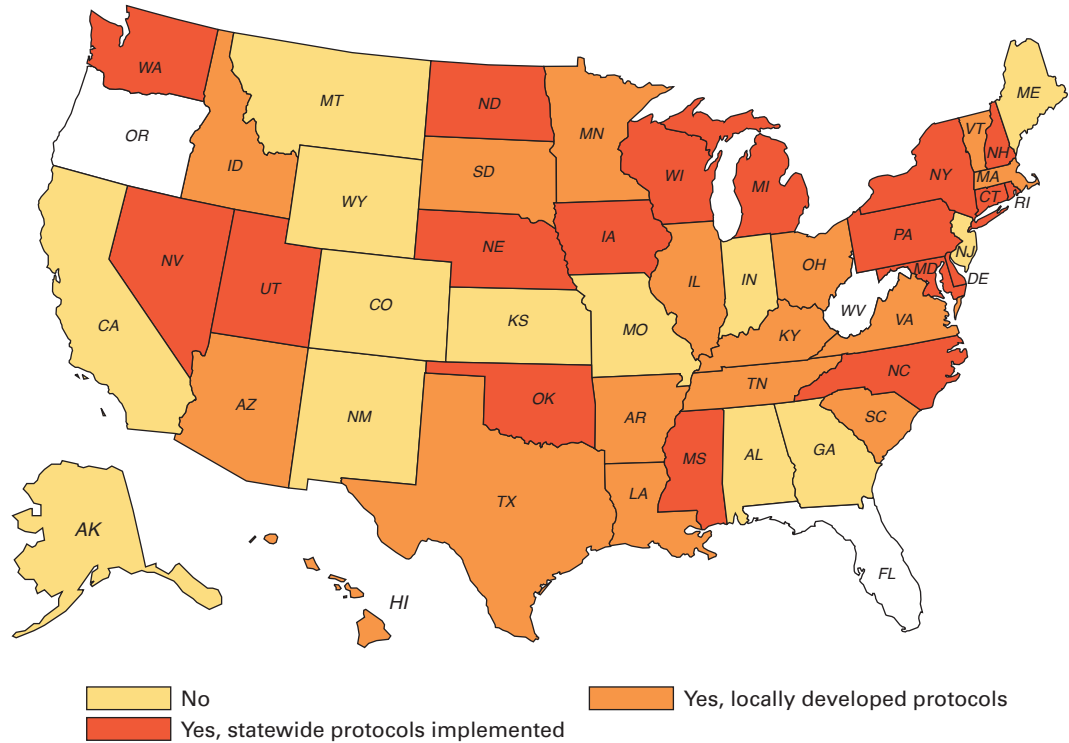 WA
ME
MT
ND
MN
VT
OR
NH
ID
SD
WI
MI
NY
MA
WY
CT
RI
NE
IA
PA
NJ
NV
OH
MD
UT
IL
IN
DE
CO
WV
CA
KS
MO
VA
KY
NC
TN
AZ
OK
NM
AR
SC
MS
AL
GA
LA
TX
AK
FL
HI
No
Yes, locally developed protocols
Yes, statewide protocols implemented